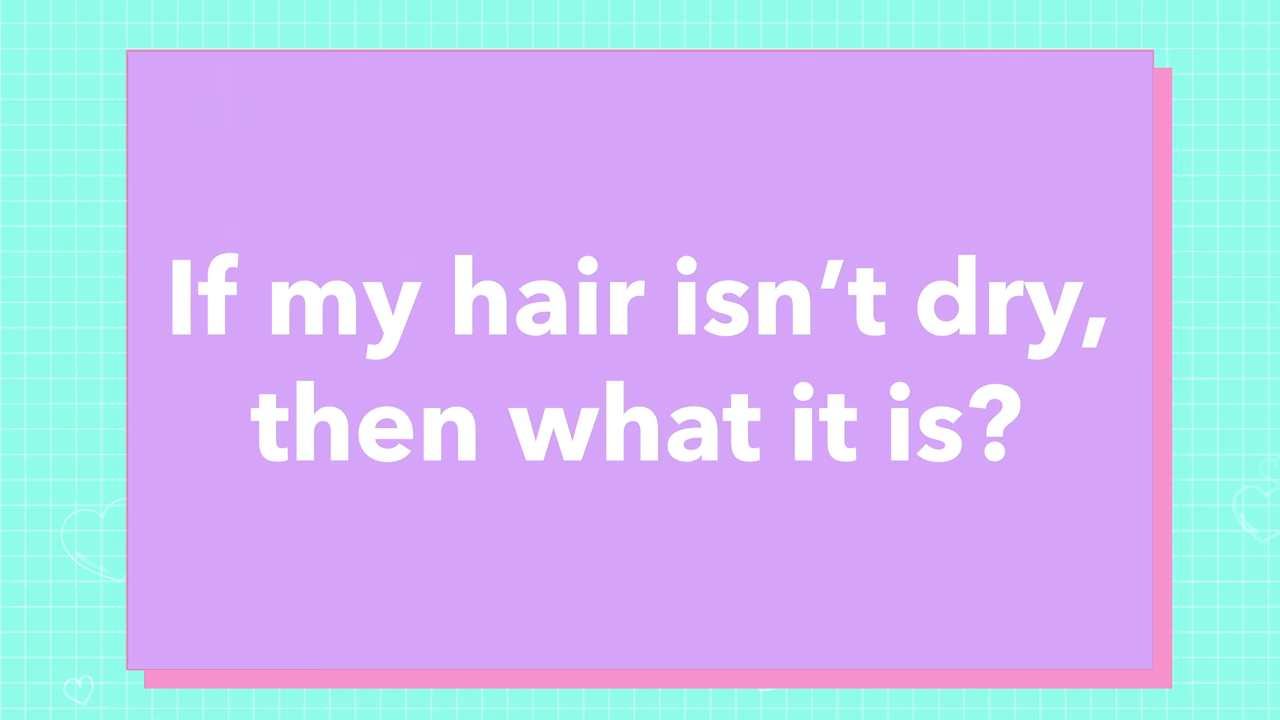 If my hair isn’t dry,
then what it is?